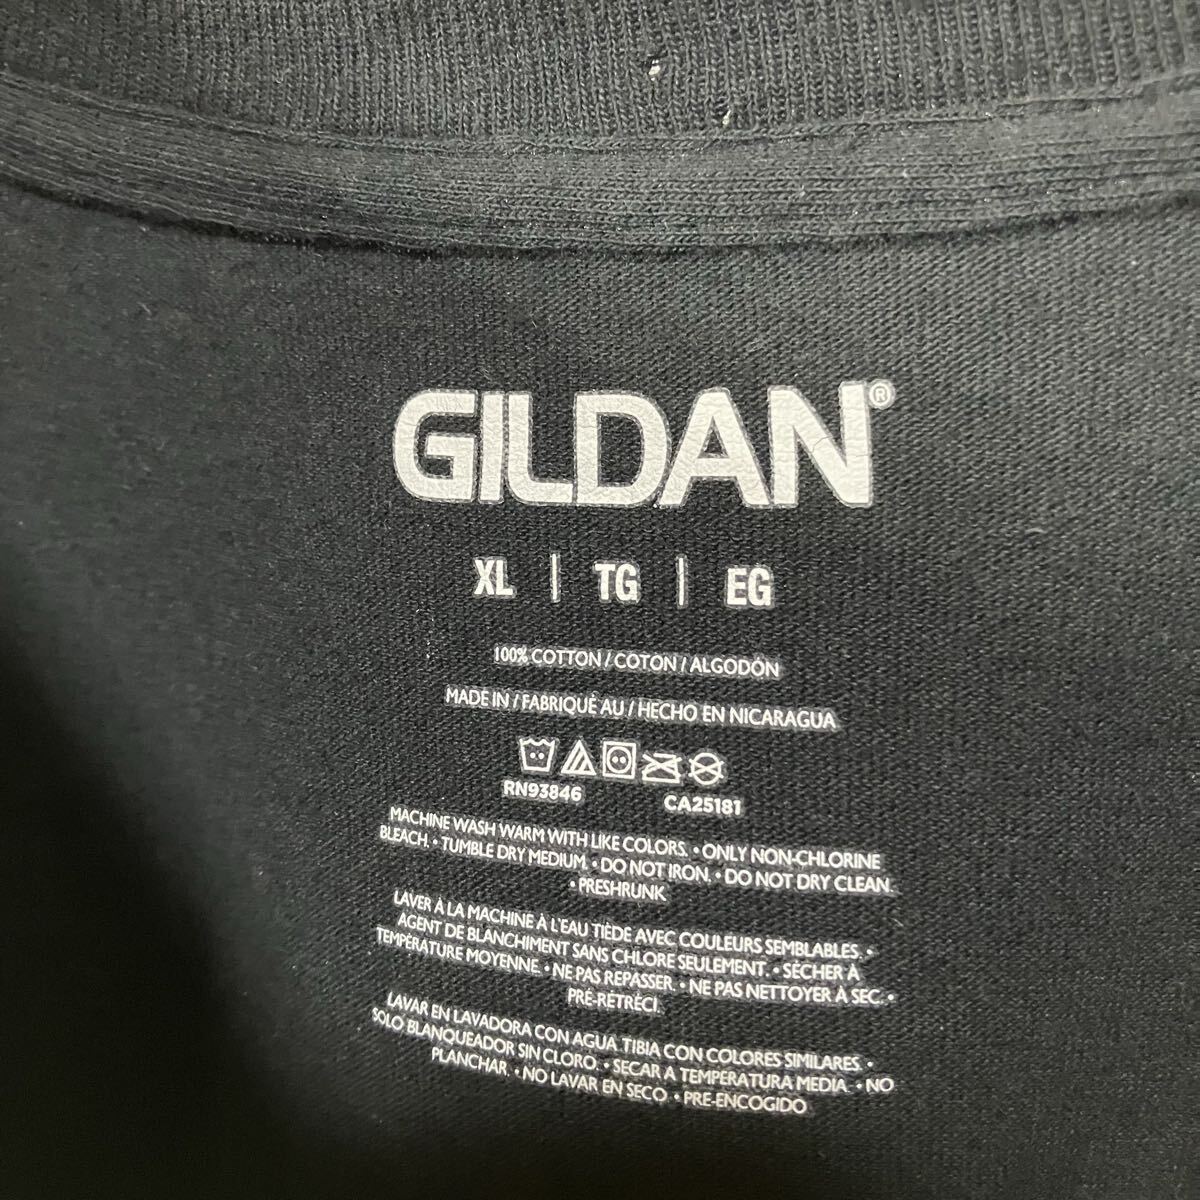 GILDAN®
XL | TG | EG
100% COTTON / COTON / ALGODÓN
MADE IN / FABRIQUÉ AU / HECHO EN NICARAGUA
RN93846 CA25181
MACHINE WASH WARM WITH LIKE COLORS. • ONLY NON-CHLORINE
BLEACH. • TUMBLE DRY MEDIUM. • DO NOT IRON. • DO NOT DRY CLEAN.
• PRESHRUNK
LAVER À LA MACHINE À L'EAU TIÈDE AVEC COULEURS SEMBLABLES. •
AGENT DE BLANCHIMENT SANS CHLORE SEULEMENT. • SÉCHER À
TEMPÉRATURE MOYENNE. • NE PAS REPASSER. • NE PAS NETTOYER À SEC. •
PRÉ-RÉTRÉCI.
LAVAR EN LAVADORA CON AGUA TIBIA CON COLORES SIMILARES. •
SOLO BLANQUEADOR SIN CLORO. • SECAR A TEMPERATURA MEDIA. • NO
PLANCHAR. • NO LAVAR EN SECO • PRE-ENCOGIDO